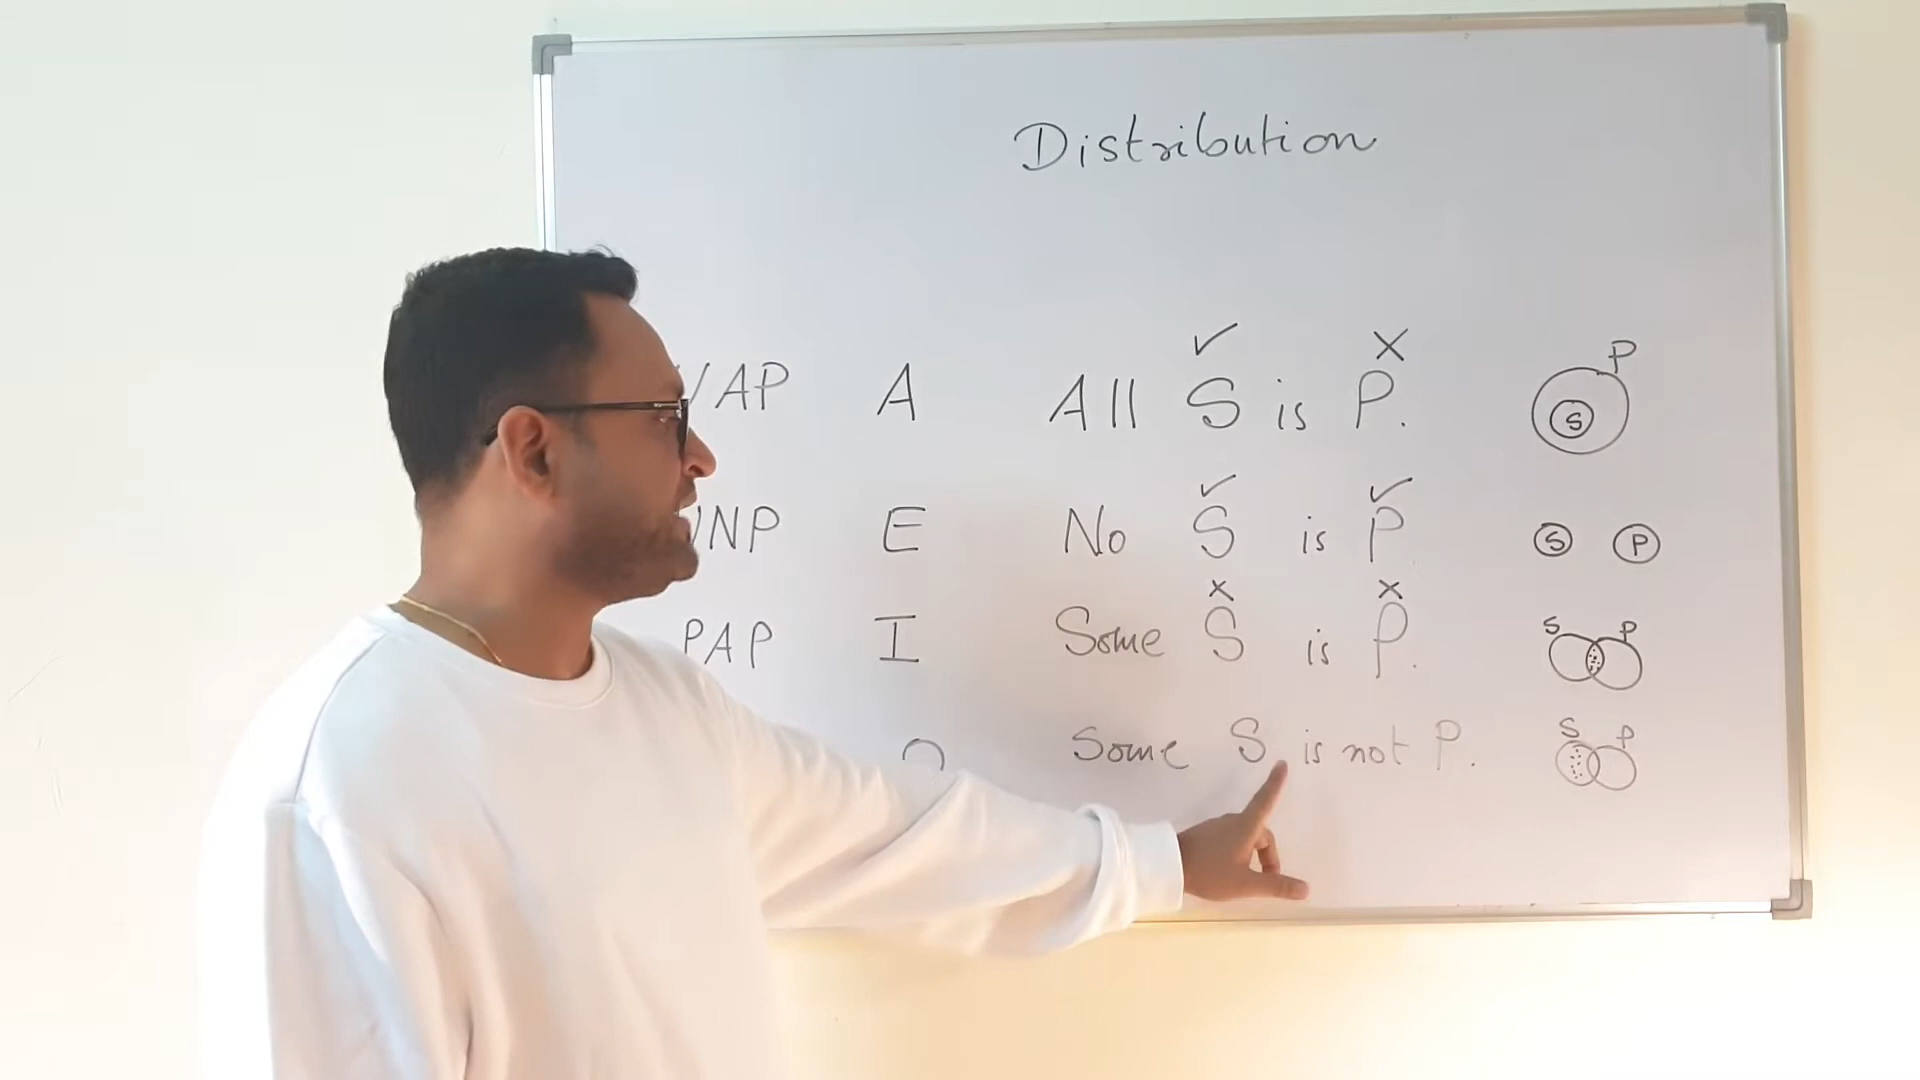 Distribution
AP A All S is P. P S
NP E No S is P S P
PAP I Some S is P. S P
Some S is not P. S P